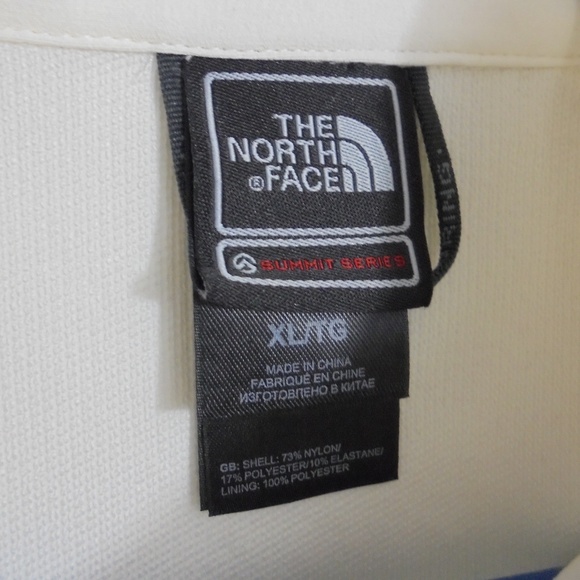 THE
NORTH
® FACE
SUMMIT SERIES
XL/TG
MADE IN CHINA
FABRIQUÉ EN CHINE
ИЗГОТОВЛЕНО В КИТАЕ
GB: SHELL: 73% NYLON/
17% POLYESTER/10% ELASTANE/
LINING: 100% POLYESTER